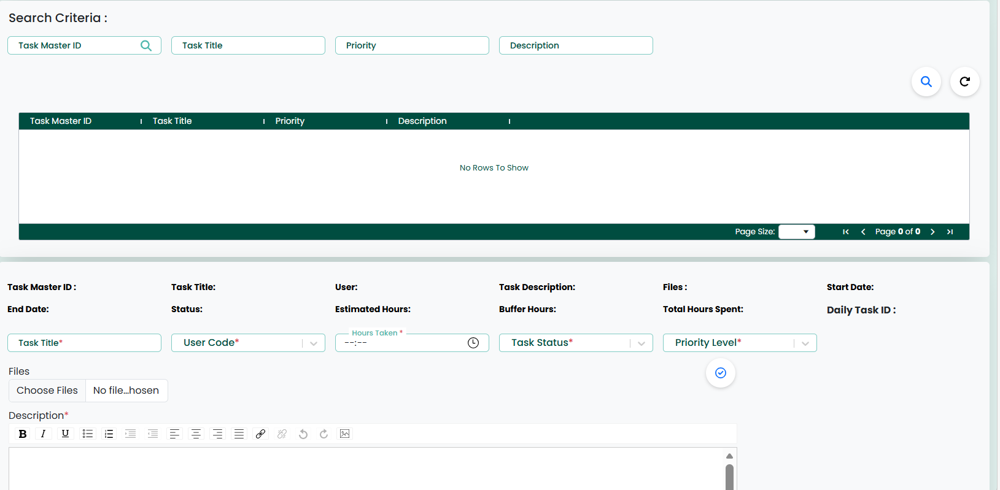 Search Criteria :
Task Master ID Task Title Priority Description
Task Master ID Task Title Priority Description
No Rows To Show
Page Size: Page 0 of 0
Task Master ID : Task Title: User: Task Description: Files : Start Date:
End Date: Status: Estimated Hours: Buffer Hours: Total Hours Spent: Daily Task ID :
Hours Taken *
Task Title* User Code* --:-- Task Status* Priority Level*
Files
Choose Files No file...hosen
Description*
B I U